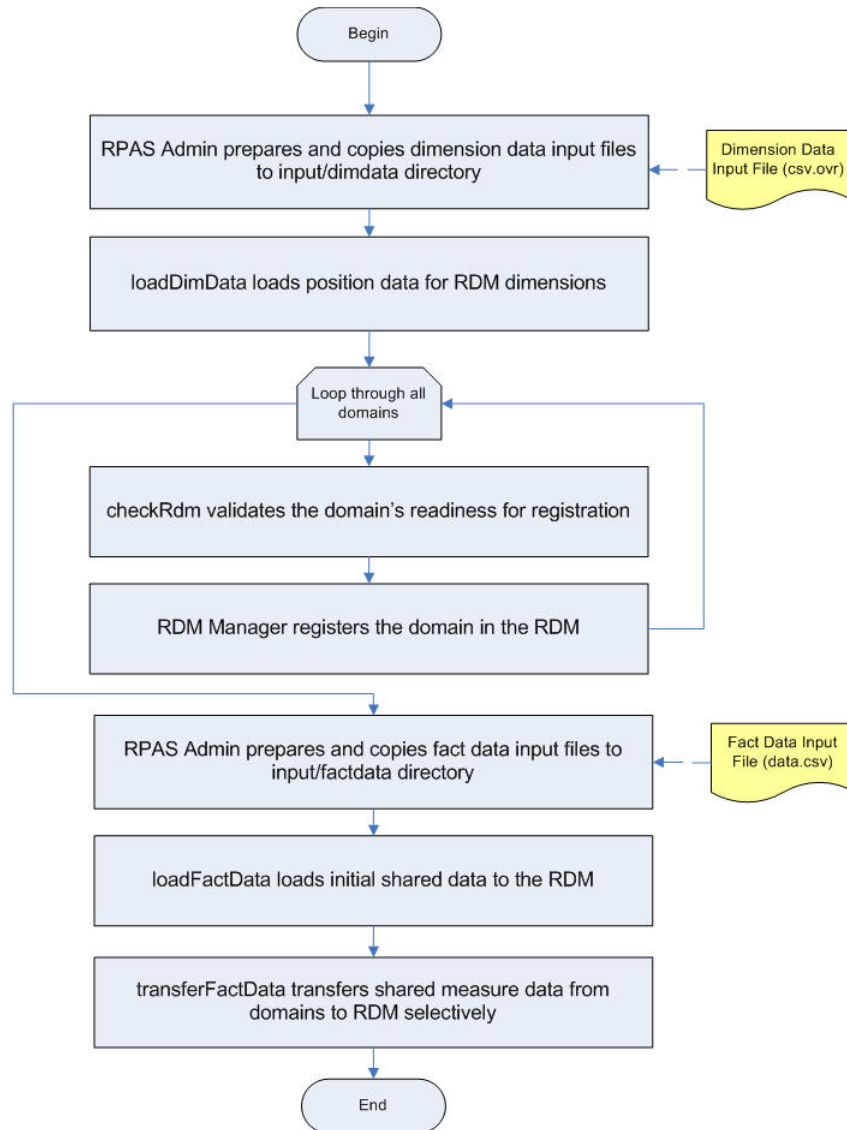 Begin
RPAS Admin prepares and copies dimension data input files
to input/dimdata directory
Dimension Data
Input File (csv.ovr)
loadDimData loads position data for RDM dimensions
Loop through all
domains
checkRdm validates the domain's readiness for registration
RDM Manager registers the domain in the RDM
RPAS Admin prepares and copies fact data input files to
input/factdata directory
Fact Data Input
File (data.csv)
loadFactData loads initial shared data to the RDM
transferFactData transfers shared measure data from
domains to RDM selectively
End